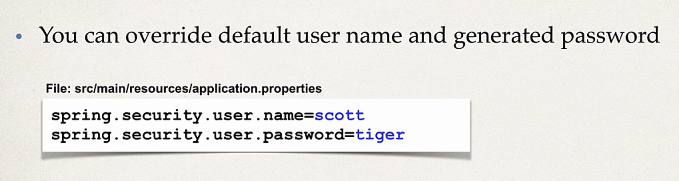 • You can override default user name and generated password
File: src/main/resources/application.properties
spring.security.user.name=scott
spring.security.user.password=tiger